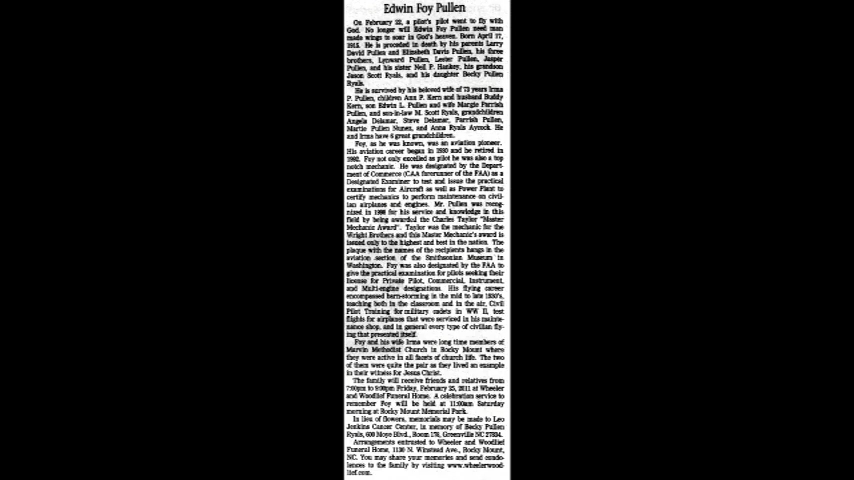 Edwin Foy Pullen
On February 22, a pilot's pilot went to fly with
God. No longer will Edwin Foy Pullen need man
made wings to soar in God's heaven. Born April 17,
1915. He is preceded in death by his parents Larry
David Pullen and Elizabeth Davis Pullen, his three
brothers, Lynward Pullen, Lester Pullen, Jasper
Pullen, and his sister Nell P. Hankey, his grandson
Jason Scott Ryals, and his daughter Becky Pullen
Ryals.
He is survived by his beloved wife of 73 years Irma
P. Pullen, children Ann P. Kern and husband Buddy
Kern, son Edwin L. Pullen and wife Margie Parrish
Pullen, and son-in-law M. Scott Ryals, grandchildren
Angela Delamar, Steve Delamar, Parrish Pullen,
Martie Pullen Nunez, and Anna Ryals Aycock. He
and Irma have 6 great grandchildren.
Foy, as he was known, was an aviation pioneer.
His aviation career began in 1930 and he retired in
1992. Foy not only excelled as pilot he was also a top
notch mechanic. He was designated by the Depart-
ment of Commerce (CAA forerunner of the FAA) as a
Designated Examiner to test and issue the practical
examinations for Aircraft as well as Power Plant to
certify mechanics to perform maintenance on civil-
ian airplanes and engines. Mr. Pullen was recog-
nized in 1998 for his service and knowledge in this
field by being awarded the Charles Taylor "Master
Mechanic Award". Taylor was the mechanic for the
Wright Brothers and this Master Mechanic's award is
issued only to the highest and best in the nation. The
plaque with the names of the recipients hangs in the
aviation section of the Smithsonian Museum in
Washington. Foy was also designated by the FAA to
give the practical examination for pilots seeking their
license for Private Pilot, Commercial, Instrument,
and Multi-engine designations. His flying career
encompassed barn-storming in the mid to late 1930's,
teaching both in the classroom and in the air, Civil
Pilot Training for military cadets in WW II, test
flights for airplanes that were serviced in his mainte-
nance shop, and in general every type of civilian fly-
ing that presented itself.
Foy and his wife Irma were long time members of
Marvin Methodist Church in Rocky Mount where
they were active in all facets of church life. The two
of them were quite the pair as they lived an example
in their witness for Jesus Christ.
The family will receive friends and relatives from
7:00pm to 9:00pm Friday, February 25, 2011 at Wheeler
and Woodlief Funeral Home. A celebration service to
remember Foy will be held at 11:00am Saturday
morning at Rocky Mount Memorial Park.
In lieu of flowers, memorials may be made to Leo
Jenkins Cancer Center, in memory of Becky Pullen
Ryals, 600 Moye Blvd., Room 178, Greenville NC 27834.
Arrangements entrusted to Wheeler and Woodlief
Funeral Home, 1130 N. Winstead Ave., Rocky Mount,
NC. You may share your memories and send condo-
lences to the family by visiting www.wheelerwood-
lief.com.